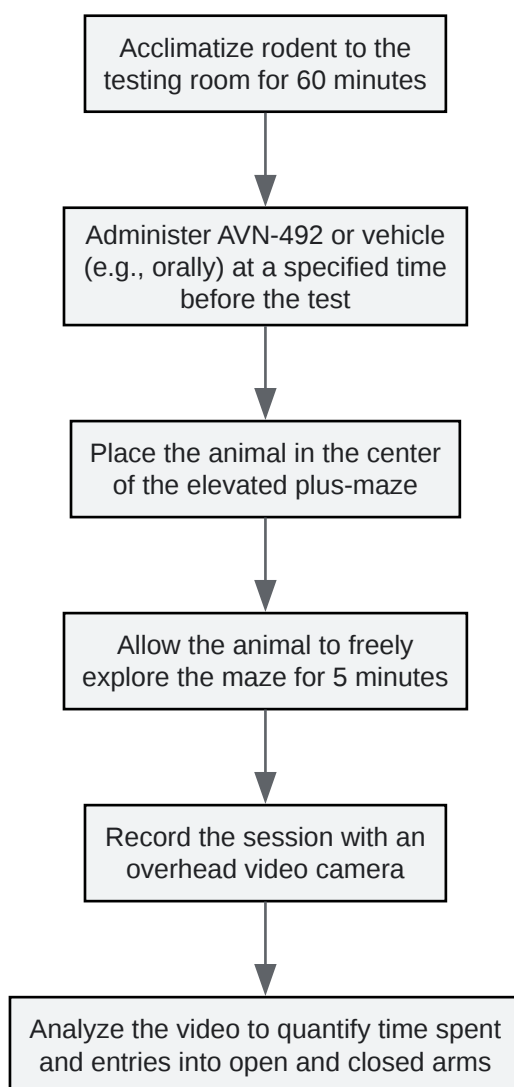 Acclimatize rodent to the
testing room for 60 minutes
Administer AVN-492 or vehicle
(e.g., orally) at a specified time
before the test
Place the animal in the center
of the elevated plus-maze
Allow the animal to freely
explore the maze for 5 minutes
Record the session with an
overhead video camera
Analyze the video to quantify time spent
and entries into open and closed arms